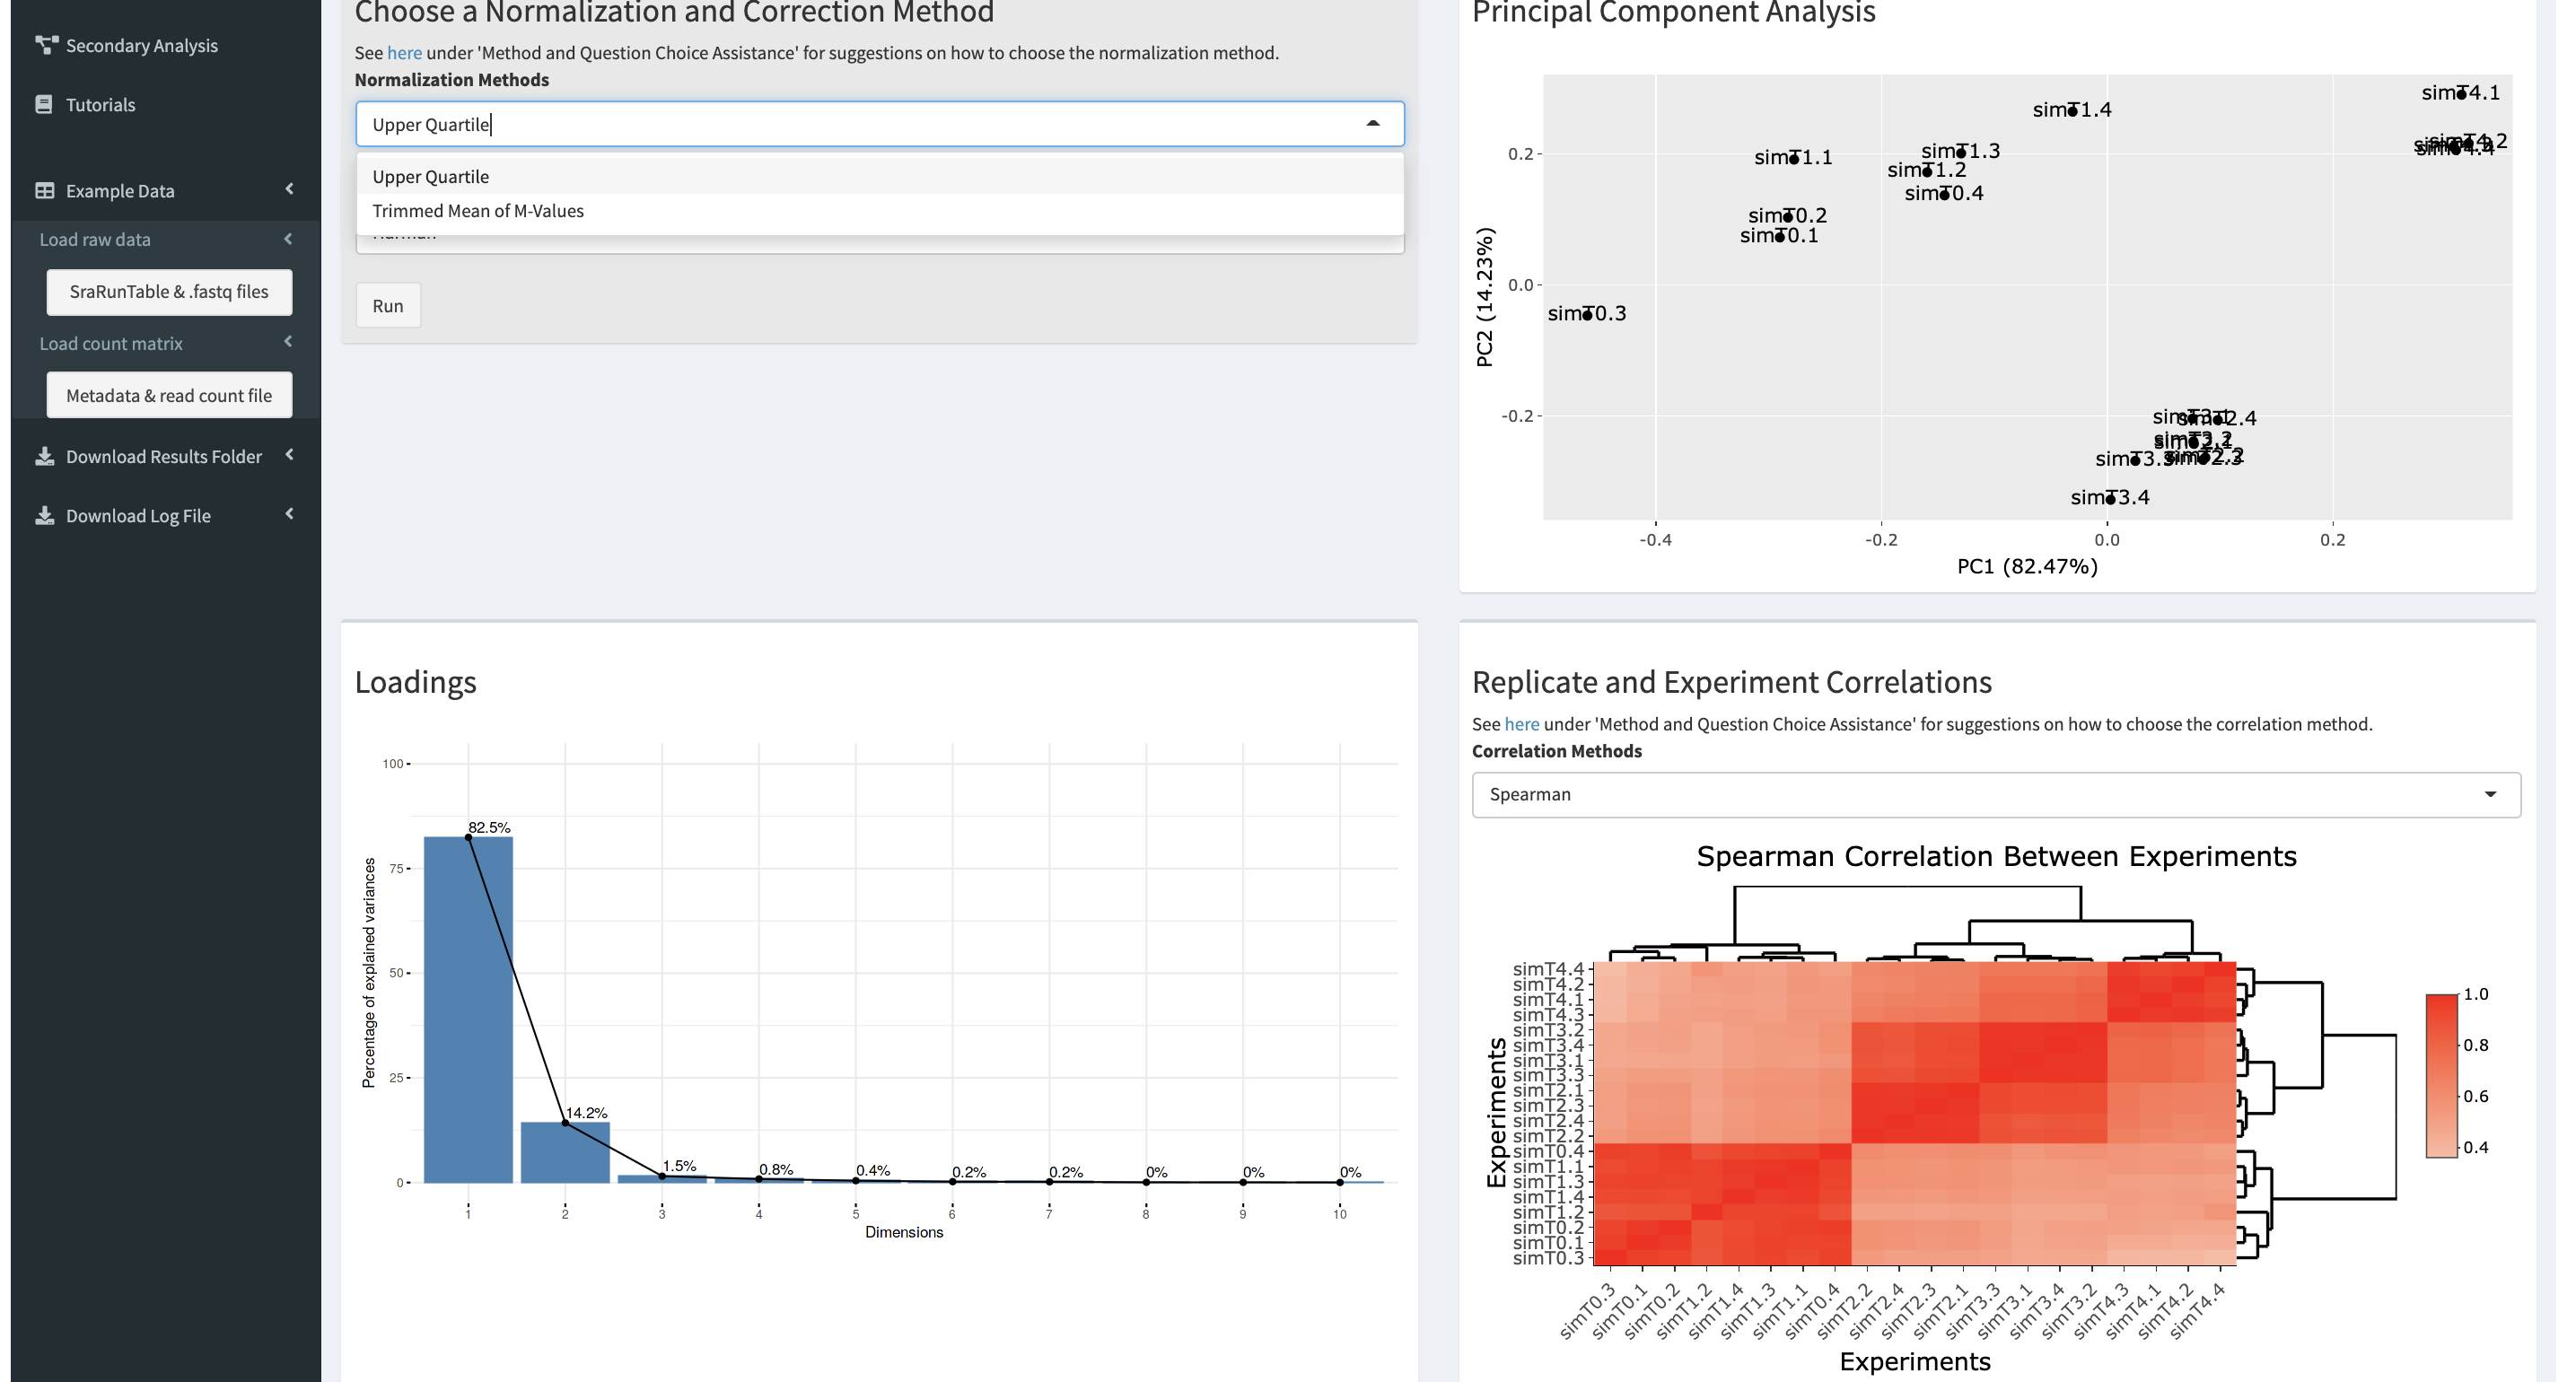 Secondary Analysis
Tutorials
Example Data
Load raw data
SraRunTable & .fastq files
Load count matrix
Metadata & read count file
Download Results Folder
Download Log File
Choose a Normalization and Correction Method
See here under 'Method and Question Choice Assistance' for suggestions on how to choose the normalization method.
Normalization Methods
Upper Quartile
Upper Quartile
Trimmed Mean of M-Values
Harman
Run
Principal Component Analysis
PC2 (14.23%)
0.2
0.0
-0.2
simT4.1
simT1.4
simT4.2
simT1.3
simT1.1
simT1.2
simT0.4
simT0.2
simT0.1
simT0.3
simT3.1
simT2.4
simT3.4
-0.4
-0.2
0.0
0.2
PC1 (82.47%)
Loadings
Percentage of explained variances
100
75
50
25
0
82.5%
14.2%
1.5%
0.8%
0.4%
0.2%
0.2%
0%
0%
0%
1
2
3
4
5
6
7
8
9
10
Dimensions
Replicate and Experiment Correlations
See here under 'Method and Question Choice Assistance' for suggestions on how to choose the correlation method.
Correlation Methods
Spearman
Spearman Correlation Between Experiments
Experiments
simT4.4
simT4.2
simT4.1
simT4.3
simT3.2
simT3.4
simT3.1
simT3.3
simT2.1
simT2.3
simT2.4
simT2.2
simT0.4
simT1.1
simT1.3
simT1.4
simT1.2
simT0.2
simT0.1
simT0.3
1.0
0.8
0.6
0.4
simT0.3
simT0.1
simT0.2
simT1.2
simT1.4
simT1.3
simT1.1
simT0.4
simT2.2
simT2.4
simT2.3
simT2.1
simT3.3
simT3.1
simT3.4
simT3.2
simT4.3
simT4.1
simT4.2
simT4.4
Experiments